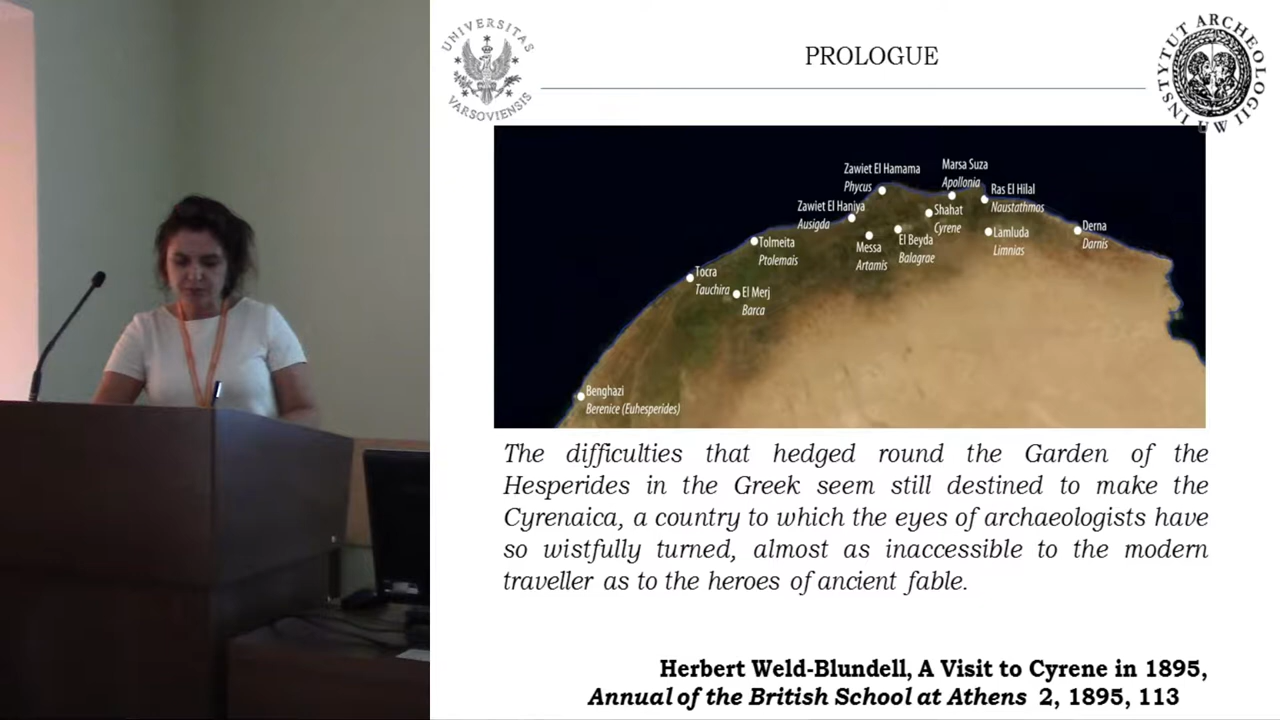 UNIVERSITAS
VARSOVIENSIS
PROLOGUE
INSTYTUT ARCHEOLOGII UW
Zawiet El Hamama
Phycus
Marsa Suza
Apollonia
Ras El Hilal
Naustathmos
Zawiet El Haniya
Ausigda
Shahat
Cyrene
Derna
Darnis
Tolmeita
Ptolemais
Messa
Artamis
El Beyda
Balagrae
Lamluda
Limnias
Tocra
Tauchira
El Merj
Barca
Benghazi
Berenice (Euhesperides)
The difficulties that hedged round the Garden of the
Hesperides in the Greek seem still destined to make the
Cyrenaica, a country to which the eyes of archaeologists have
so wistfully turned, almost as inaccessible to the modern
traveller as to the heroes of ancient fable.
Herbert Weld-Blundell, A Visit to Cyrene in 1895,
Annual of the British School at Athens 2, 1895, 113